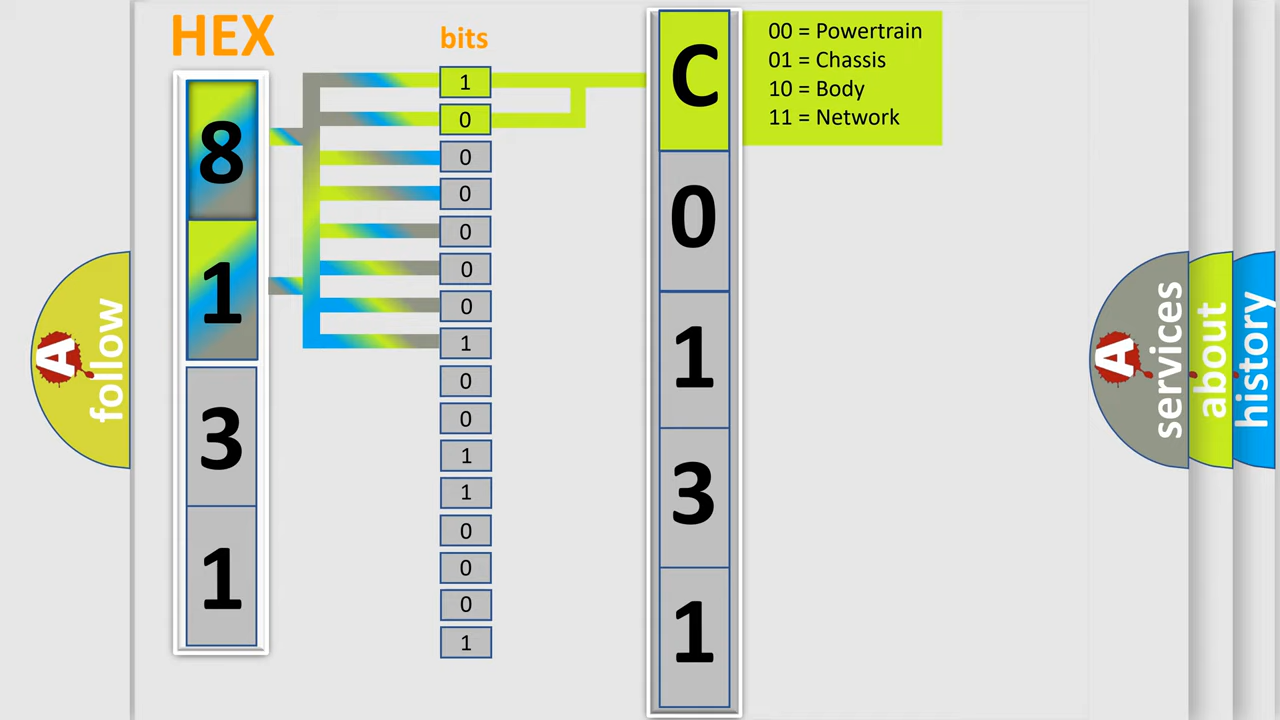 HEX
bits
8
1
3
1
1
0
0
0
0
0
0
1
0
0
1
1
0
0
0
1
C
0
1
3
1
00 = Powertrain
01 = Chassis
10 = Body
11 = Network
A
follow
A
services
about
history